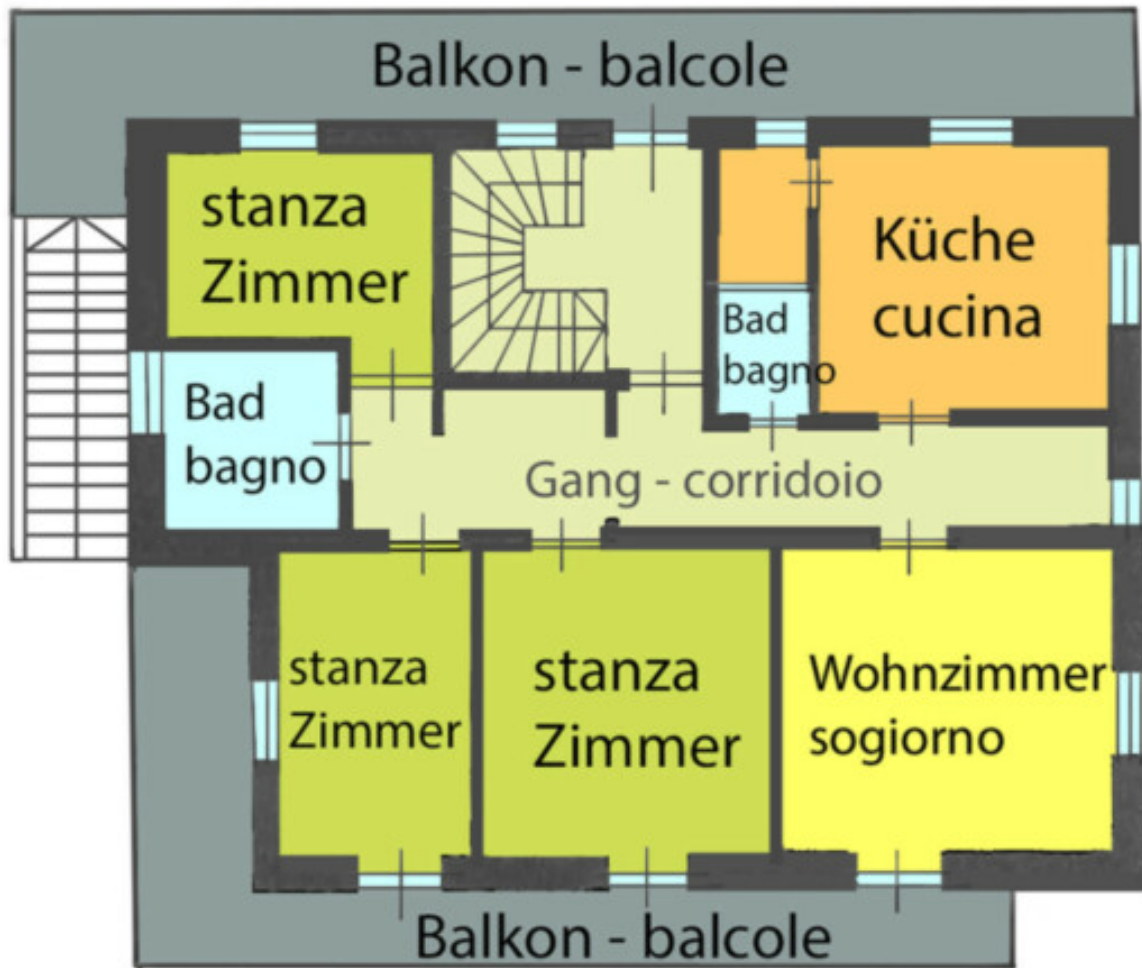 Balkon - balcole
stanza
Zimmer
Küche
cucina
Bad
bagno
Bad
bagno
Gang - corridoio
stanza
Zimmer
stanza
Zimmer
Wohnzimmer
sogiorno
Balkon - balcole